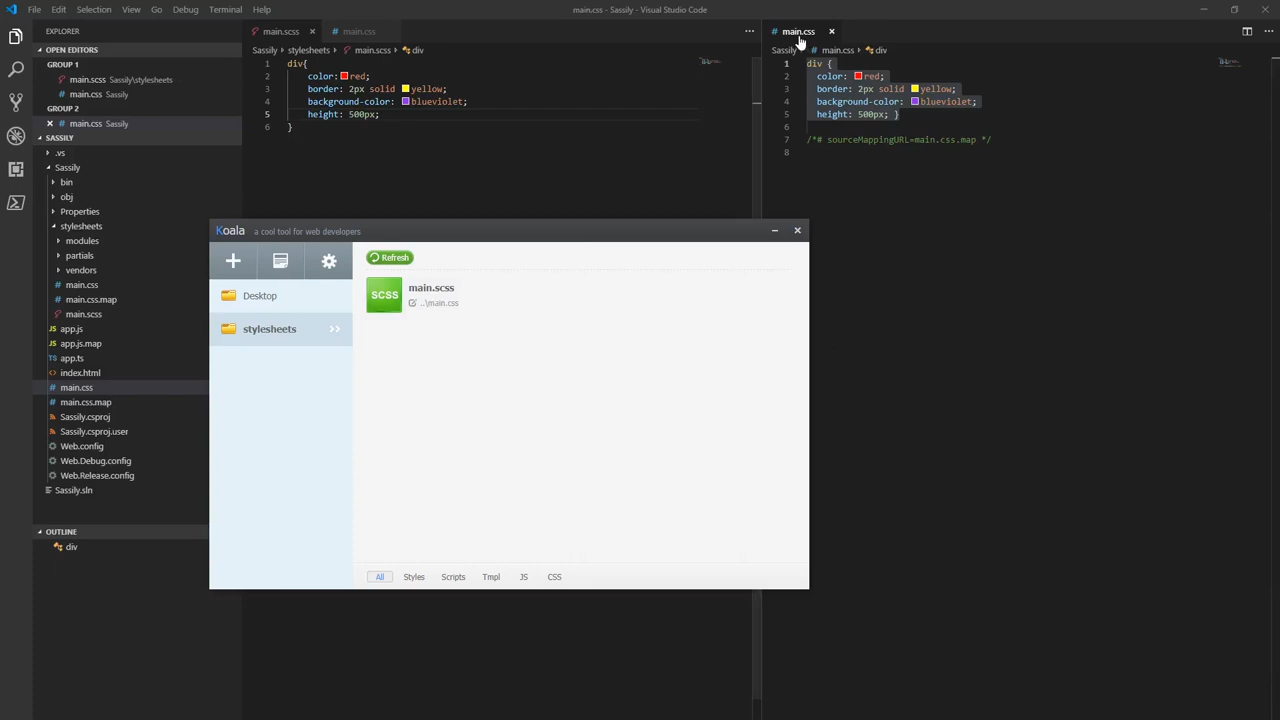 File Edit Selection View Go Debug Terminal Help
main.css - Sassily - Visual Studio Code
EXPLORER
OPEN EDITORS
GROUP 1
main.scss Sassily\stylesheets
main.css Sassily
GROUP 2
main.css Sassily
SASSILY
.vs
Sassily
bin
obj
Properties
stylesheets
modules
partials
vendors
main.css
main.css.map
main.scss
app.js
app.js.map
app.ts
index.html
main.css
main.css.map
Sassily.csproj
Sassily.csproj.user
Web.config
Web.Debug.config
Web.Release.config
Sassily.sln
OUTLINE
div
main.scss
main.css
Sassily stylesheets main.scss div
1 div{
2 color: red;
3 border: 2px solid yellow;
4 background-color: blueviolet;
5 height: 500px;
6 }
main.css
Sassily main.css div
1 div {
2 color: red;
3 border: 2px solid yellow;
4 background-color: blueviolet;
5 height: 500px; }
6
7 /*# sourceMappingURL=main.css.map */
8
Koala a cool tool for web developers
Desktop
stylesheets
Refresh
SCSS
main.scss
..\main.css
All Styles Scripts Tmpl JS CSS